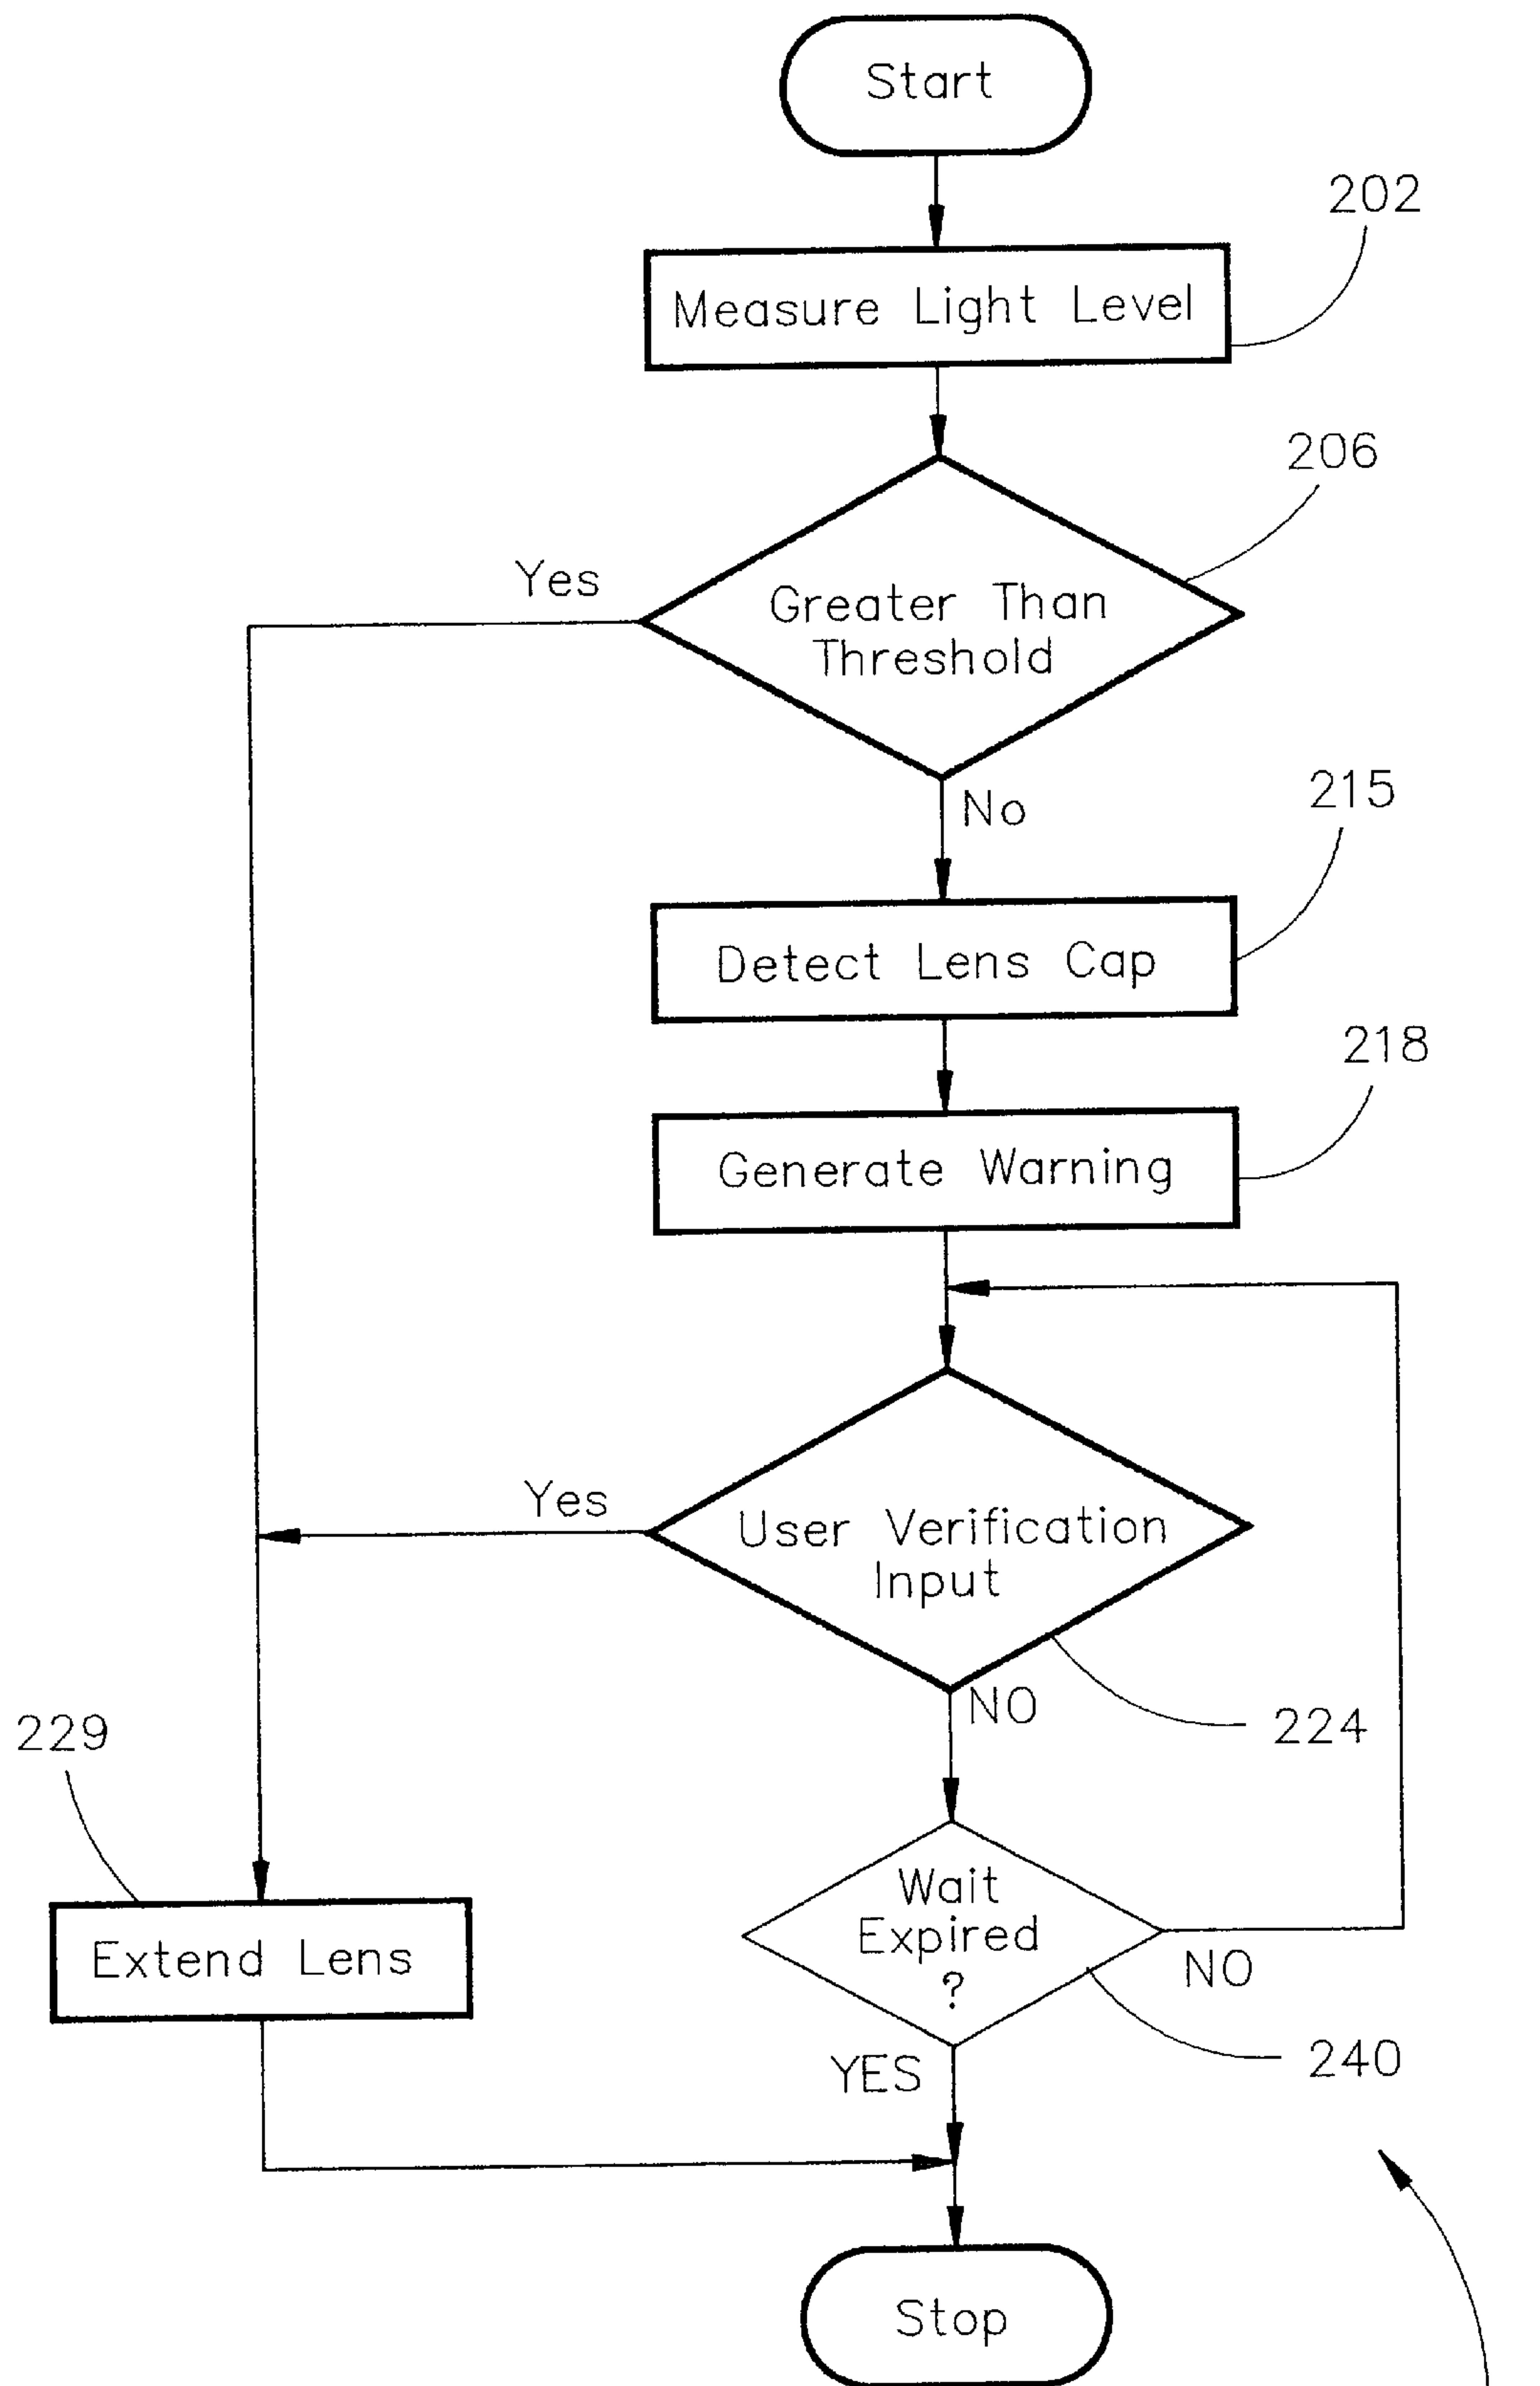 Start
202
Measure Light Level
206
Yes
Greater Than
Threshold
No
215
Detect Lens Cap
218
Generate Warning
Yes
User Verification
Input
NO
224
229
Wait
Expired
?
Extend Lens
NO
240
YES
Stop